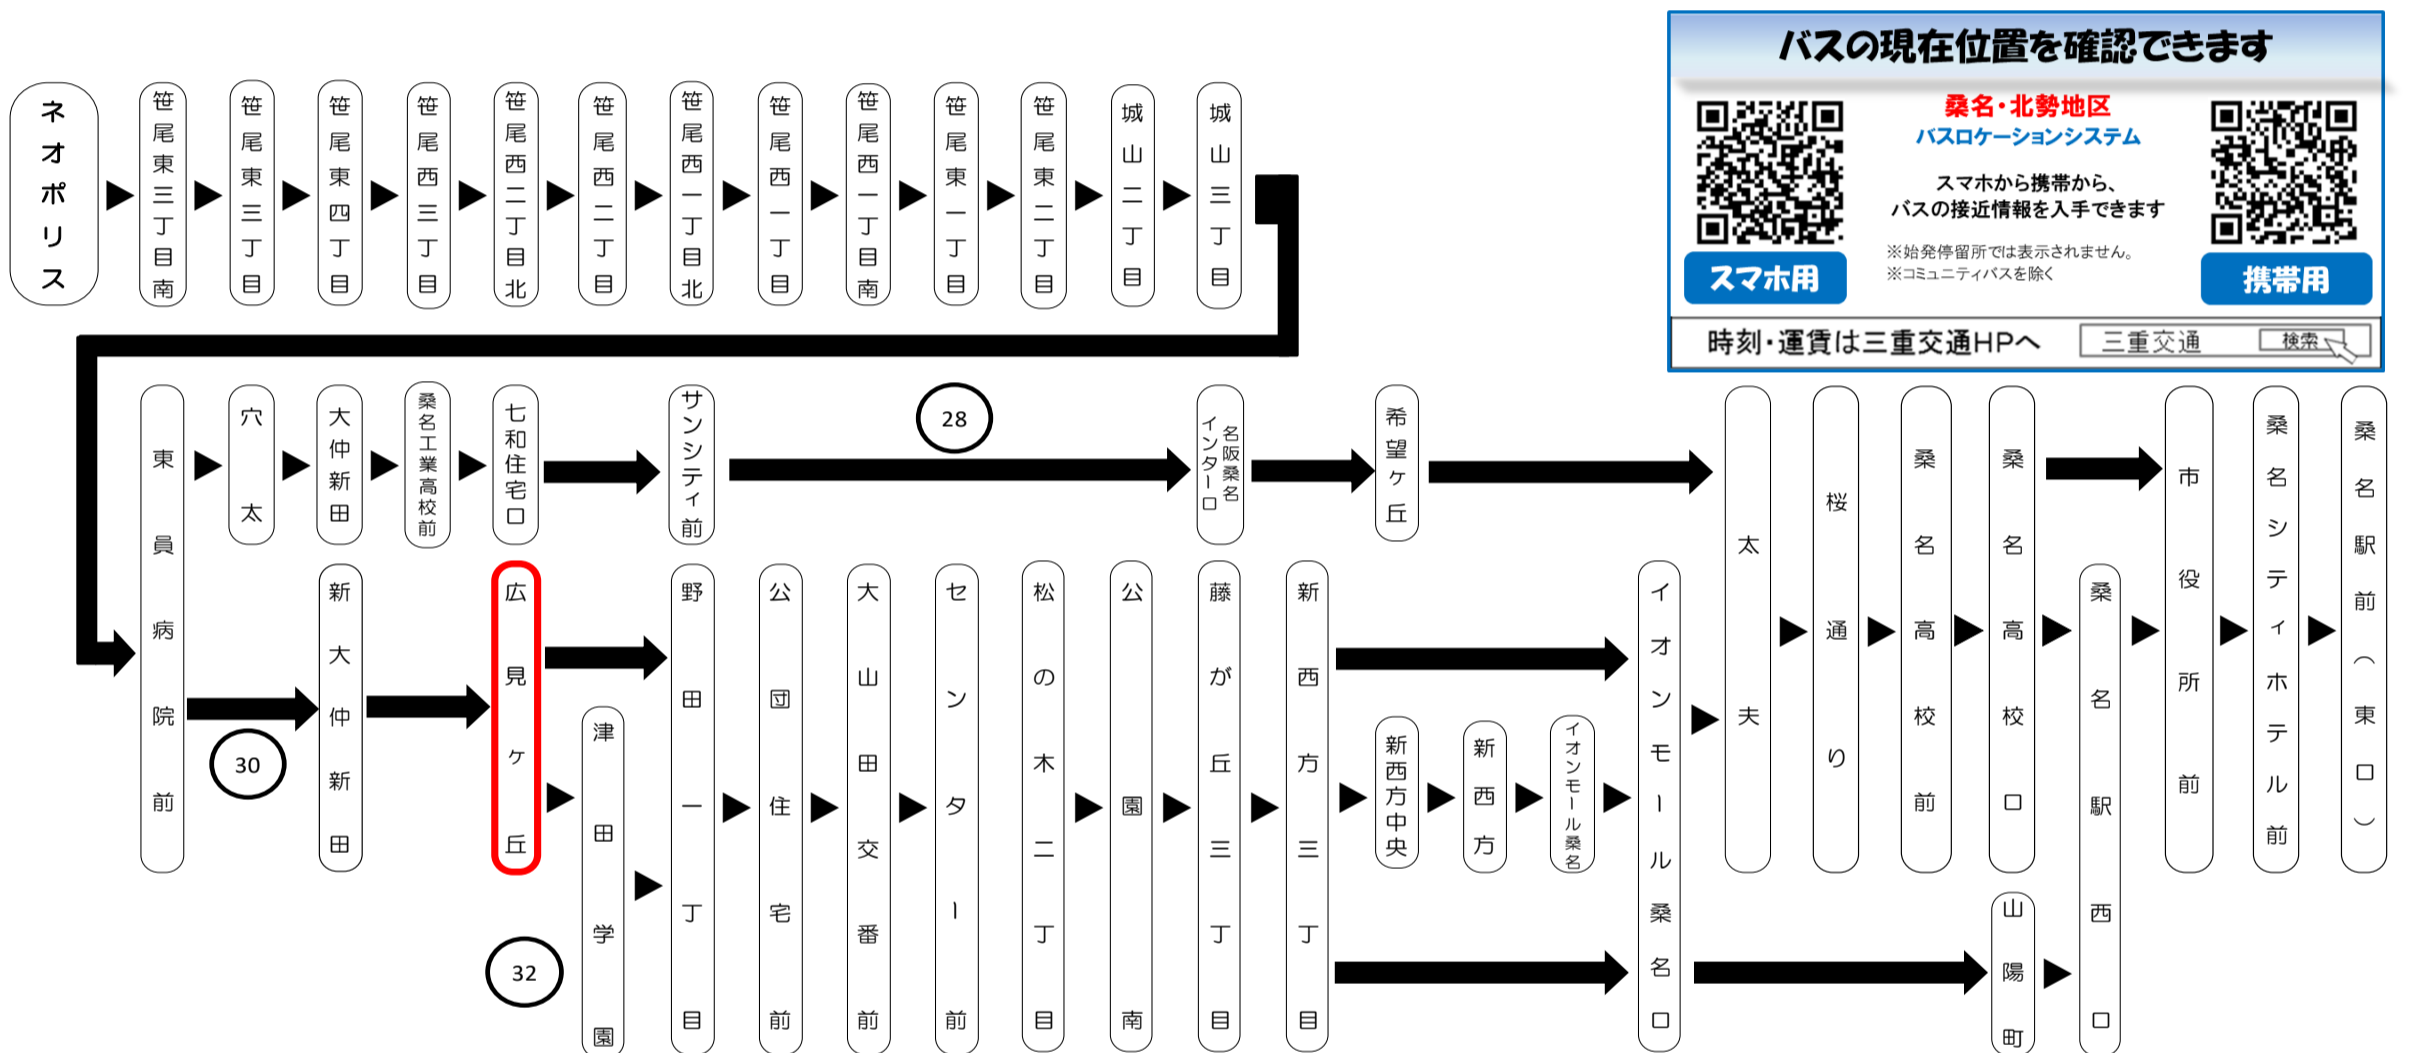 バスの現在位置を確認できます
桑名・北勢地区
バスロケーションシステム
スマホから携帯から、
バスの接近情報を入手できます
※始発停留所では表示されません。
※コミュニティバスを除く
スマホ用
携帯用
時刻・運賃は三重交通HPへ
三重交通
検索
ネオポリス
笹尾東三丁目南
笹尾東三丁目
笹尾東四丁目
笹尾西三丁目
笹尾西二丁目北
笹尾西二丁目
笹尾西一丁目北
笹尾西一丁目
笹尾西一丁目南
笹尾東一丁目
笹尾東二丁目
城山二丁目
城山三丁目
東員病院前
穴太
大仲新田
桑名工業高校前
七和住宅口
サンシティ前
28
名阪桑名
インター口
希望ヶ丘
太夫
桜通り
桑名高校前
桑名高校口
市役所前
桑名シティホテル前
桑名駅前（東口）
30
新大仲新田
広見ヶ丘
32
津田学園
野田一丁目
公団住宅前
大山田交番前
センター前
松の木二丁目
公園南
藤が丘三丁目
新西方三丁目
新西方中央
新西方
イオンモール桑名
イオンモール桑名口
山陽町
桑名駅西口